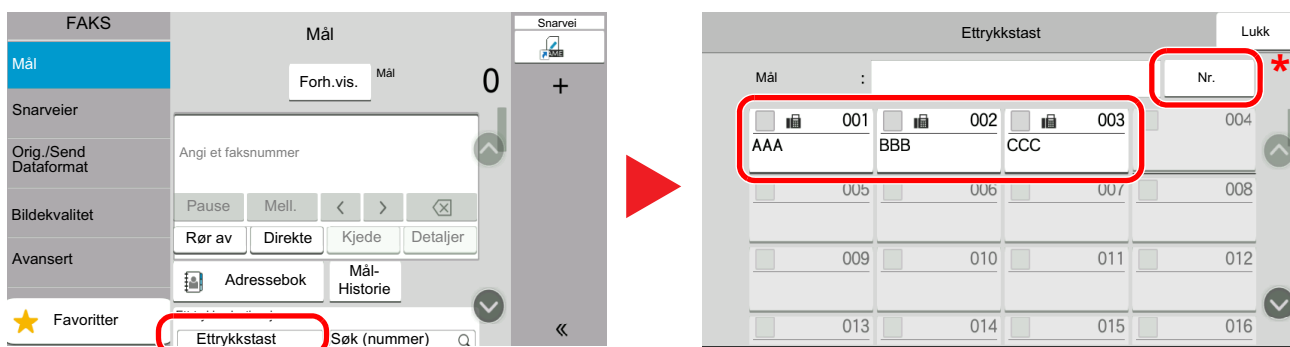 FAKS
Mål
Snarveier
Orig./Send
Dataformat
Bildekvalitet
Avansert
Favoritter
Mål
Forh.vis.
Mål
0
Angi et faksnummer
Pause
Mell.
<
>
Rør av
Direkte
Kjede
Detaljer
Adressebok
Mål-
Historie
Ettrykkstast
Søk (nummer)
Snarvei
+
«
Ettrykkstast
Lukk
Mål :
Nr.
*
001
002
003
004
AAA
BBB
CCC
005
006
007
008
009
010
011
012
013
014
015
016